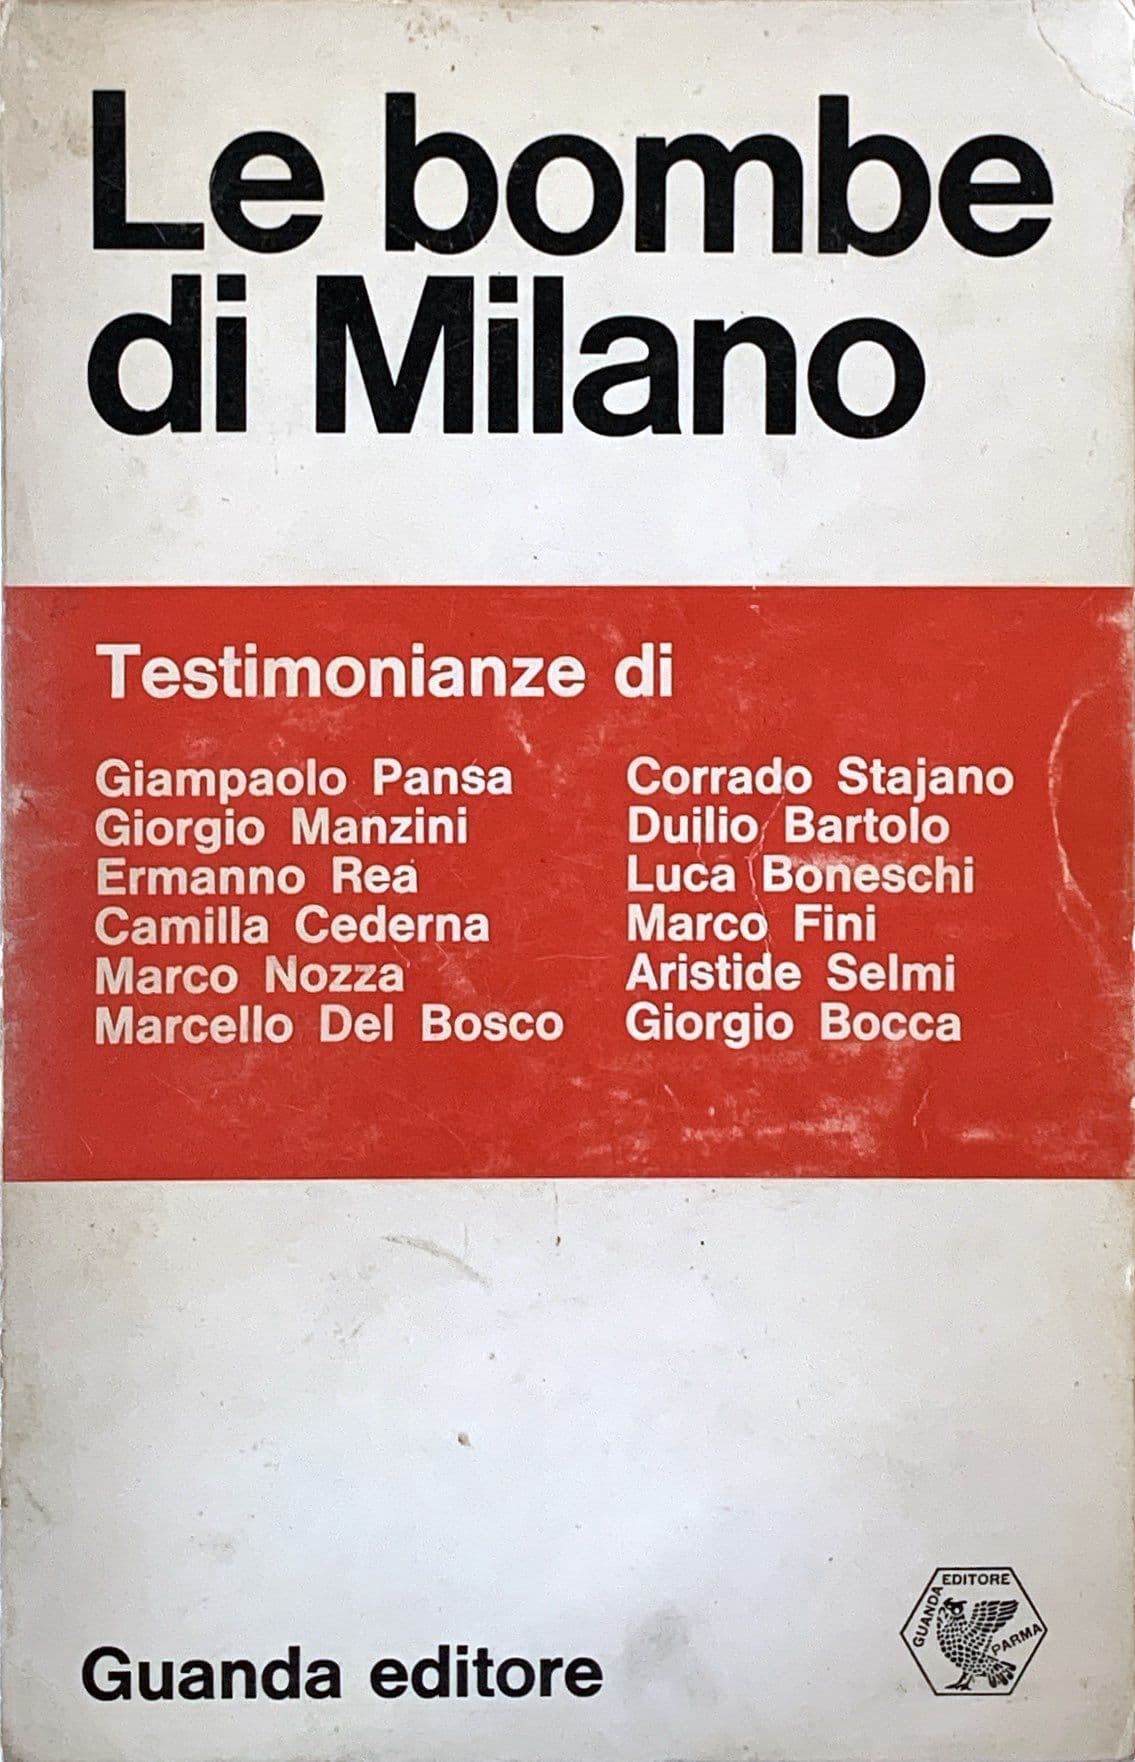 Le bombe
di Milano
Testimonianze di
Giampaolo Pansa
Giorgio Manzini
Ermanno Rea
Camilla Cederna
Marco Nozza
Marcello Del Bosco
Corrado Stajano
Duilio Bartolo
Luca Boneschi
Marco Fini
Aristide Selmi
Giorgio Bocca
Guanda editore
GUANDA EDITORE PARMA